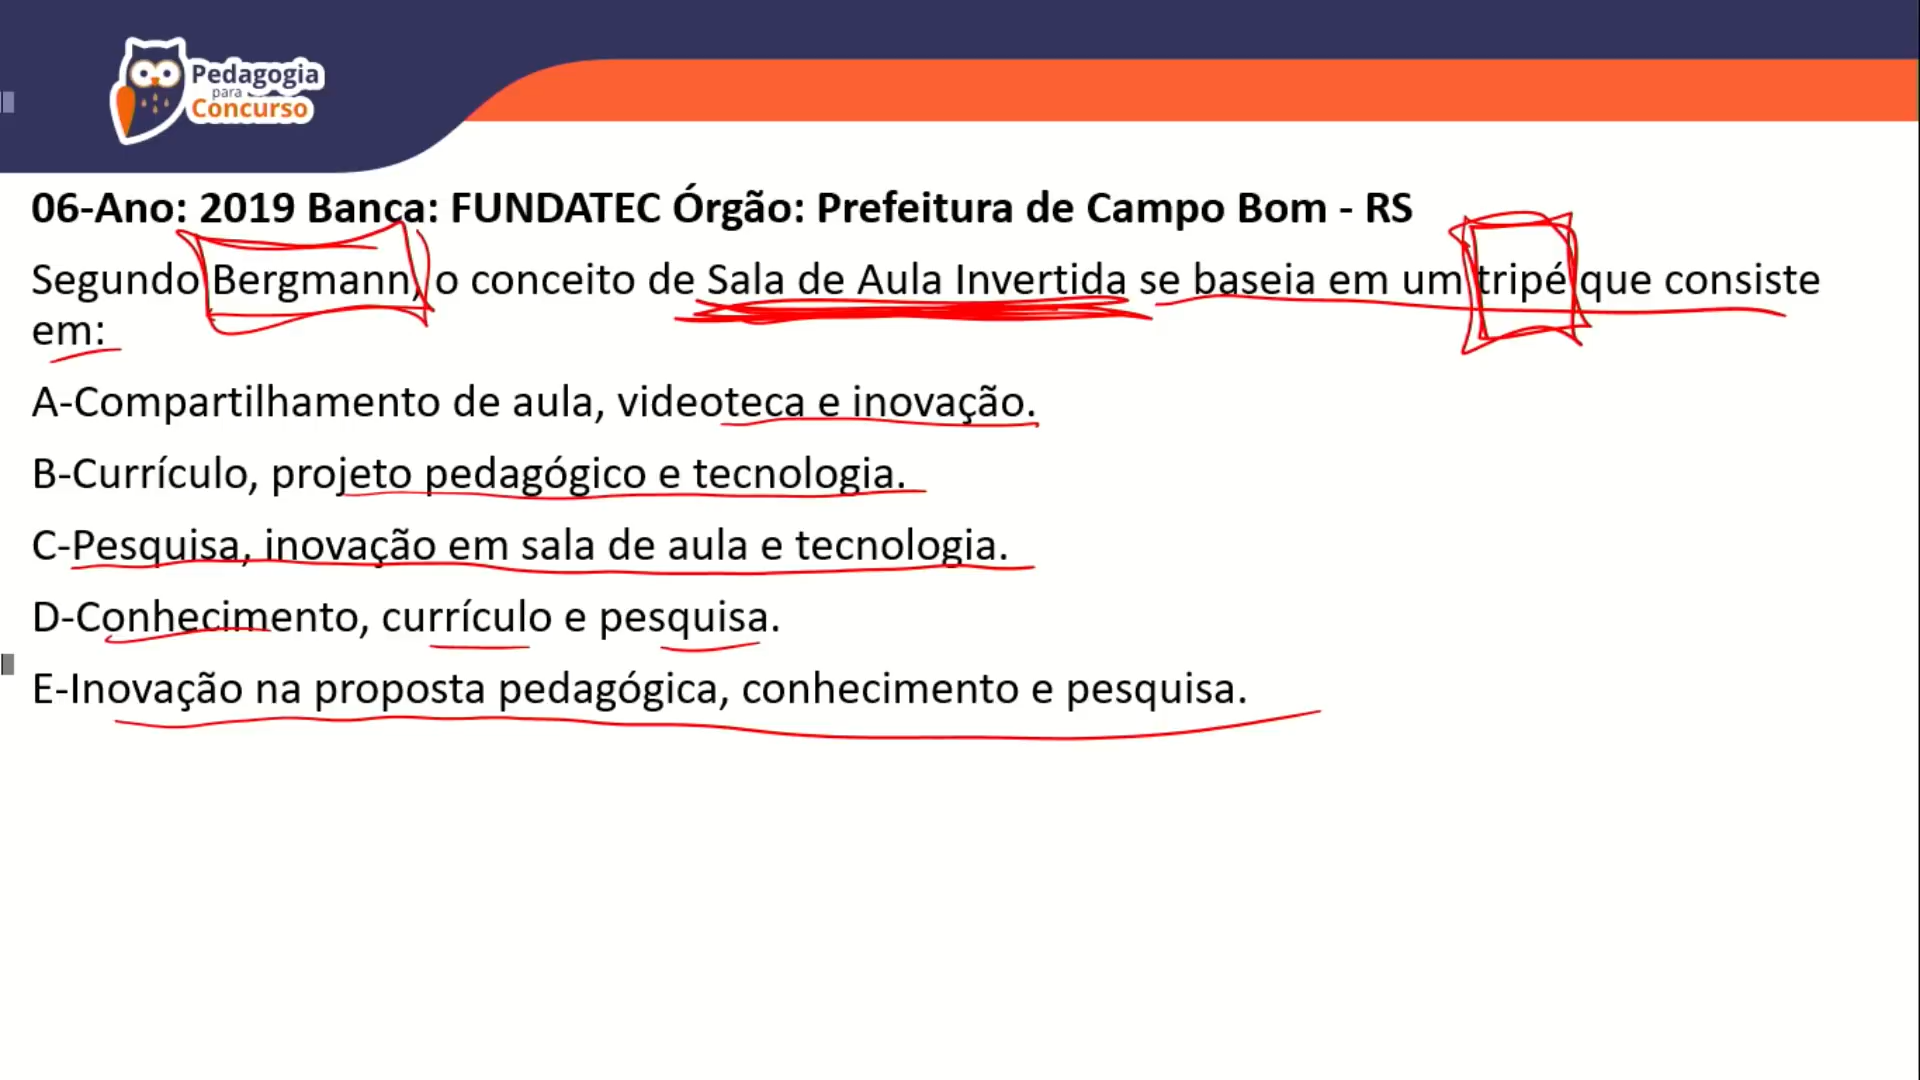 Pedagogia
para
Concurso
06-Ano: 2019 Banca: FUNDATEC Órgão: Prefeitura de Campo Bom - RS
Segundo Bergmann, o conceito de Sala de Aula Invertida se baseia em um tripé que consiste
em:
A-Compartilhamento de aula, videoteca e inovação.
B-Currículo, projeto pedagógico e tecnologia.
C-Pesquisa, inovação em sala de aula e tecnologia.
D-Conhecimento, currículo e pesquisa.
E-Inovação na proposta pedagógica, conhecimento e pesquisa.